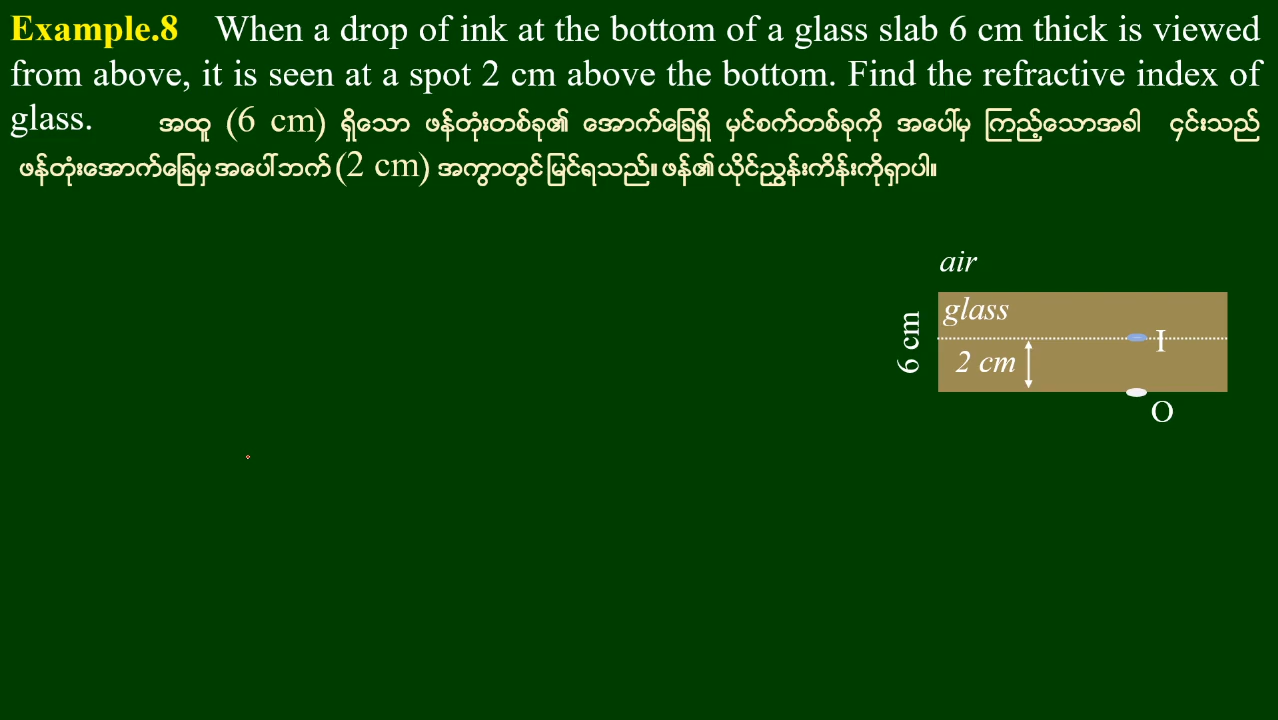 Example.8 When a drop of ink at the bottom of a glass slab 6 cm thick is viewed
from above, it is seen at a spot 2 cm above the bottom. Find the refractive index of
glass. အထူ (6 cm) ရှိသော ဖန်တုံးတစ်ခု၏ အောက်ခြေရှိ မှင်စက်တစ်ခုကို အပေါ်မှ ကြည့်သောအခါ ၄င်းသည်
ဖန်တုံးအောက်ခြေမှ အပေါ်ဘက် (2 cm) အကွာတွင် မြင်ရသည်။ ဖန်၏ ယိုင်ညွှန်းကိန်းကိုရှာပါ။
air
glass
6 cm
I
2 cm
O